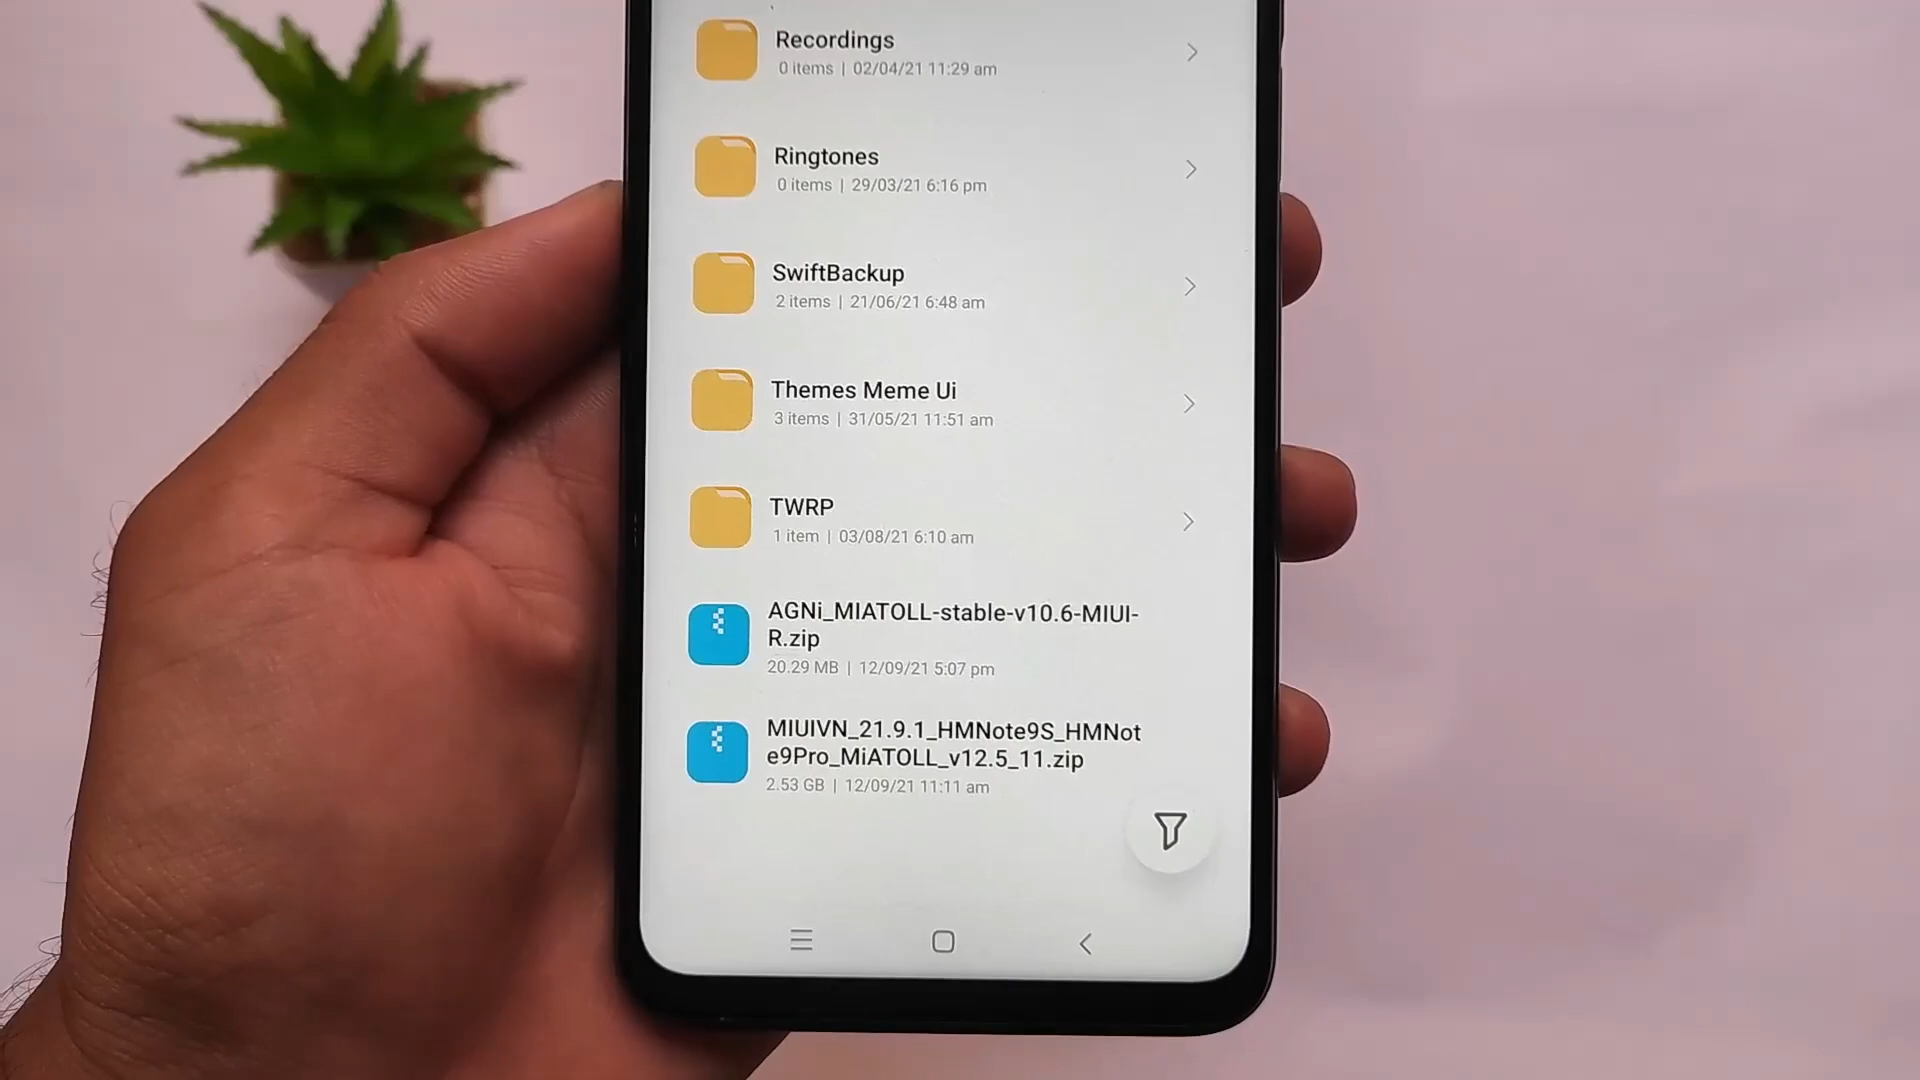 Recordings
0 items | 02/04/21 11:29 am
Ringtones
0 items | 29/03/21 6:16 pm
SwiftBackup
2 items | 21/06/21 6:48 am
Themes Meme Ui
3 items | 31/05/21 11:51 am
TWRP
1 item | 03/08/21 6:10 am
AGNi_MIATOLL-stable-v10.6-MIUI-
R.zip
20.29 MB | 12/09/21 5:07 pm
MIUIVN_21.9.1_HMNote9S_HMNot
e9Pro_MiATOLL_v12.5_11.zip
2.53 GB | 12/09/21 11:11 am